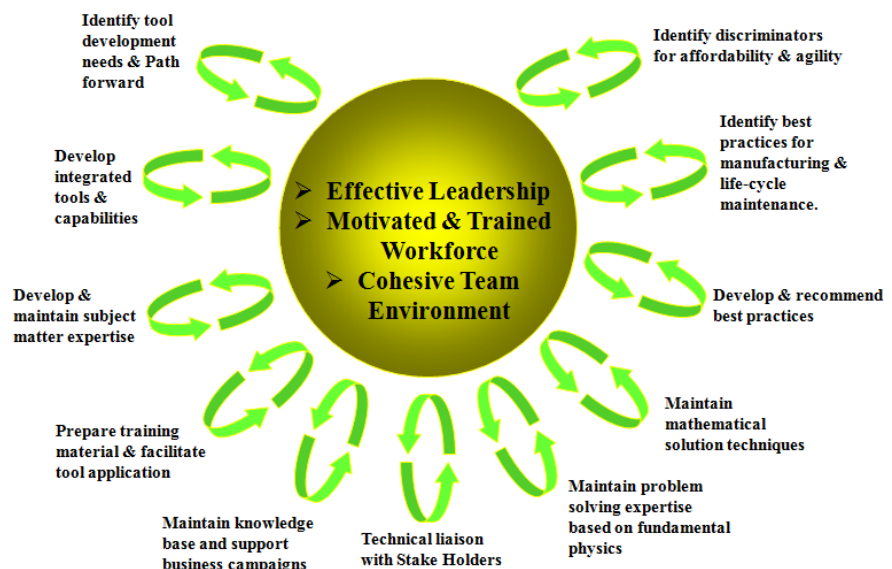 Identify tool
development
needs & Path
forward
Identify discriminators
for affordability & agility
Develop
integrated
tools &
capabilities
Identify best
practices for
manufacturing &
life-cycle
maintenance.
➢ Effective Leadership
➢ Motivated & Trained
Workforce
➢ Cohesive Team
Environment
Develop &
maintain subject
matter expertise
Develop & recommend
best practices
Prepare training
material & facilitate
tool application
Maintain
mathematical
solution techniques
Maintain knowledge
base and support
business campaigns
Technical liaison
with Stake Holders
Maintain problem
solving expertise
based on fundamental
physics